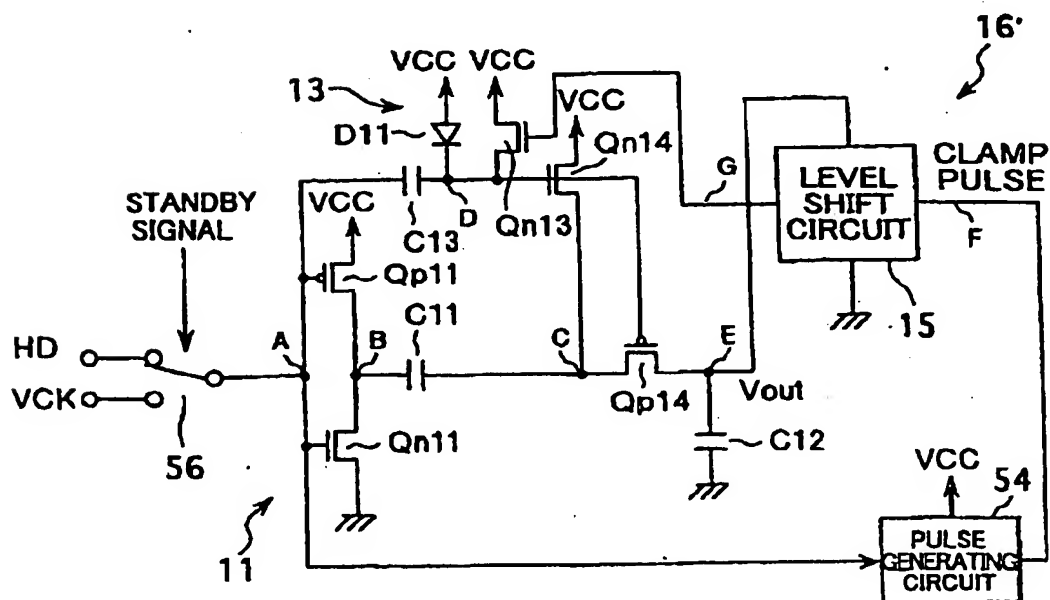 16'
VCC VCC
13
VCC
D11
Qn14
G
CLAMP
PULSE
LEVEL
SHIFT
CIRCUIT
STANDBY
SIGNAL
VCC
D
Qn13
C13
F
Qp11
C11
15
HD
A
B
C
E
VCK
Qp14
Vout
Qn11
C12
56
VCC
54
11
PULSE
GENERATING
CIRCUIT